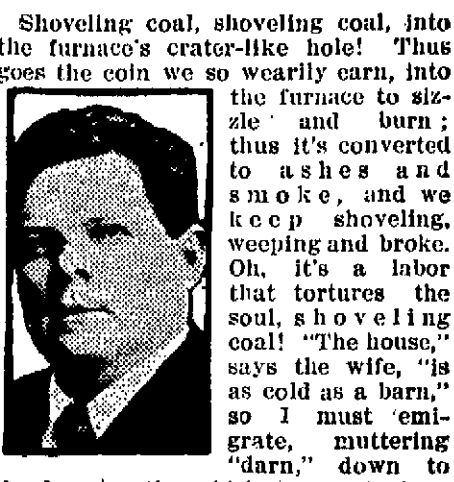 Shoveling coal, shoveling coal, into
the furnace's crater-like hole! Thus
goes the coin we so wearily earn, into
the furnace to siz-
zle and burn;
thus it's converted
to ashes and
smoke, and we
keep shoveling,
weeping and broke.
Oh, it's a labor
that tortures the
soul, shoveling
coal! "The house,"
says the wife, "is
as cold as a barn,"
so I must emi-
grate, muttering
"darn," down to